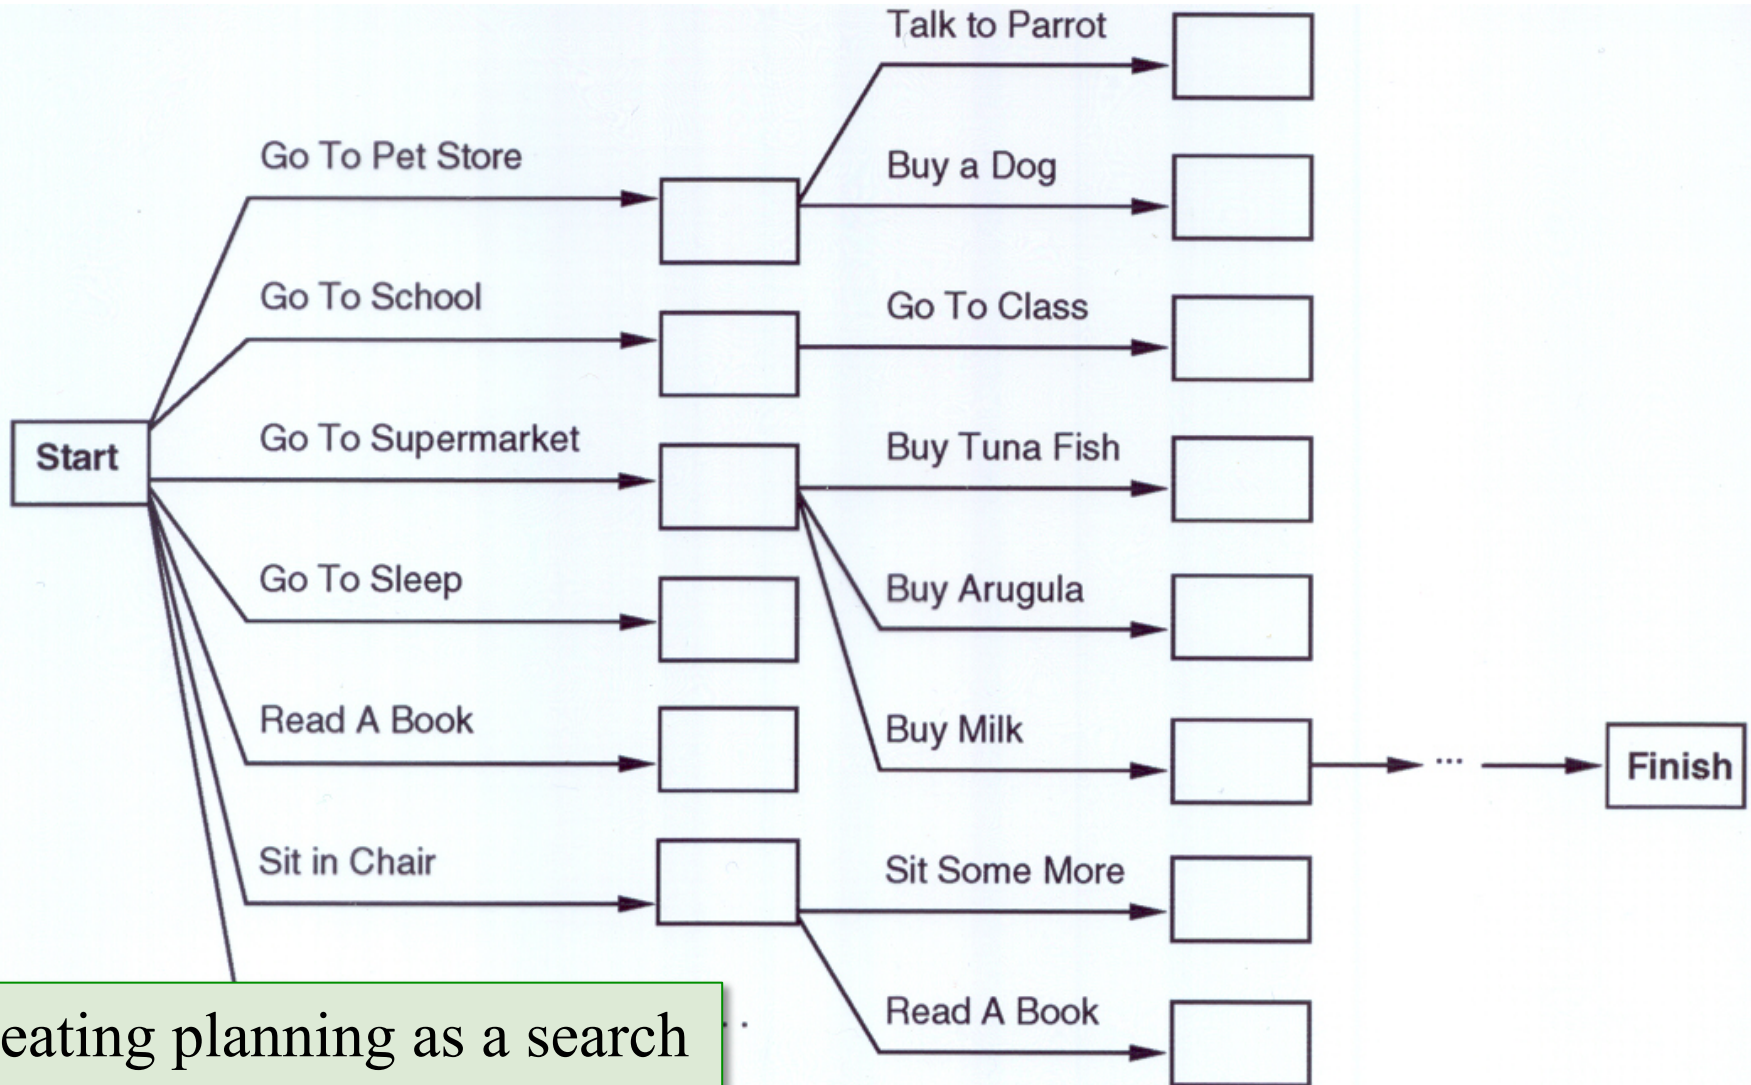 Talk to Parrot
Go To Pet Store
Buy a Dog
Go To School
Go To Class
Start
Go To Supermarket
Buy Tuna Fish
Go To Sleep
Buy Arugula
Read A Book
Buy Milk
...
Finish
Sit in Chair
Sit Some More
Read A Book
eating planning as a search